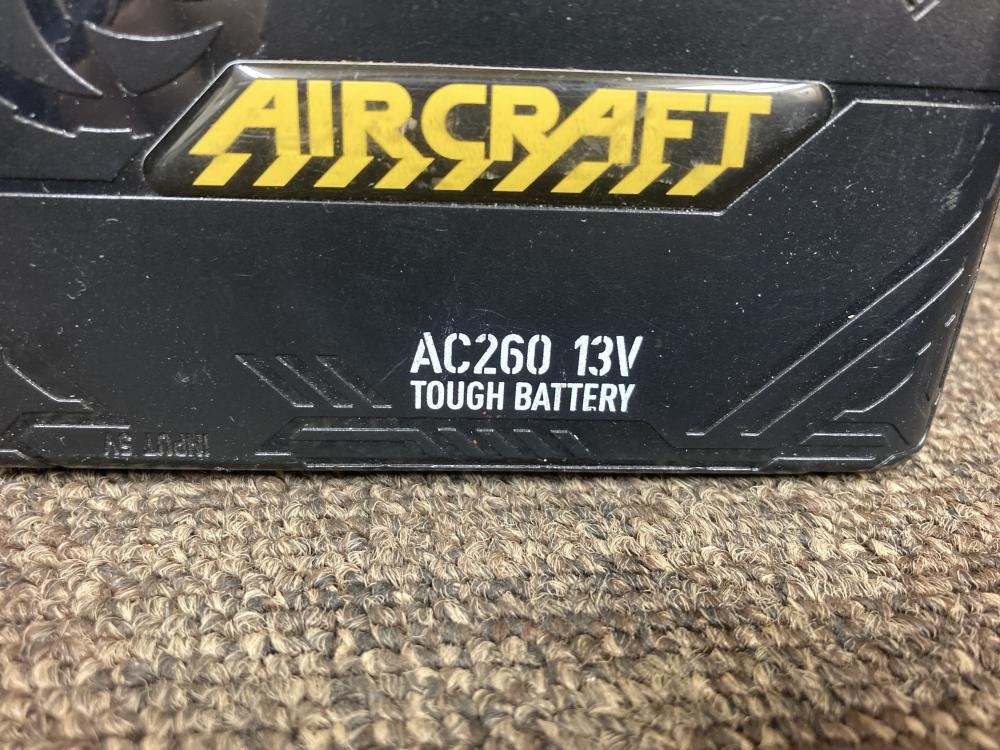 AIRCRAFT
AC260 13V
TOUGH BATTERY
INPUT 5V